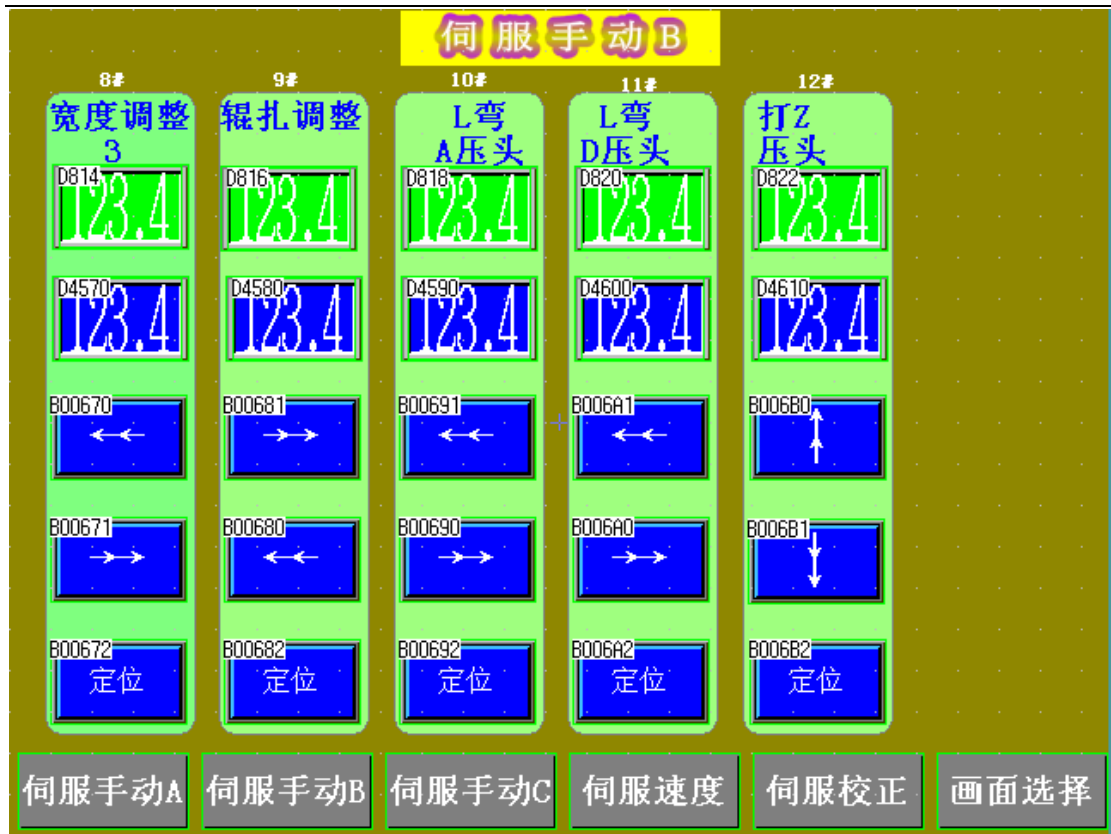 伺服手动B
8# 9# 10# 11# 12#
宽度调整 辊扎调整 L弯 L弯 打Z
3 A压头 D压头 压头
D814 D816 D818 D820 D822
123.4 123.4 123.4 123.4 123.4
D4570 D4580 D4590 D4600 D4610
123.4 123.4 123.4 123.4 123.4
B00670 B00681 B00691 B006A1 B006B0
B00671 B00680 B00690 B006A0 B006B1
B00672 B00682 B00692 B006A2 B006B2
定位 定位 定位 定位 定位
伺服手动A 伺服手动B 伺服手动C 伺服速度 伺服校正 画面选择